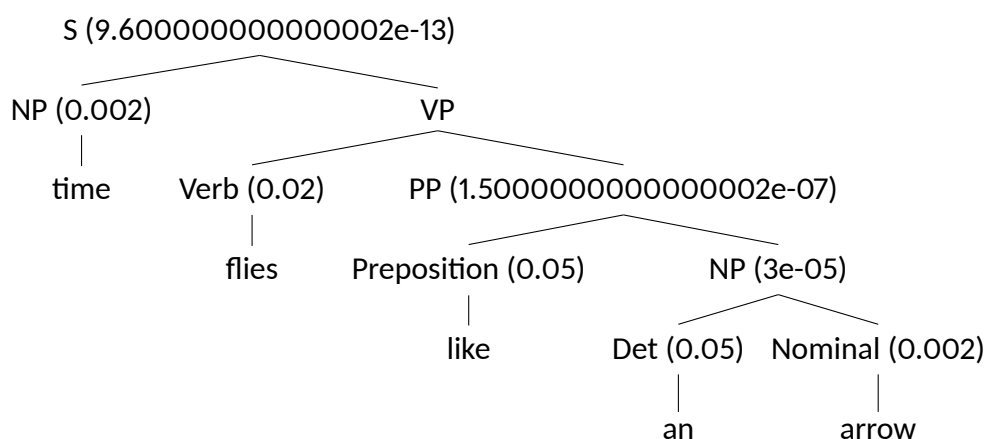 S (9.600000000000002e-13)
NP (0.002) VP
time Verb (0.02) PP (1.5000000000000002e-07)
flies Preposition (0.05) NP (3e-05)
like Det (0.05) Nominal (0.002)
an arrow